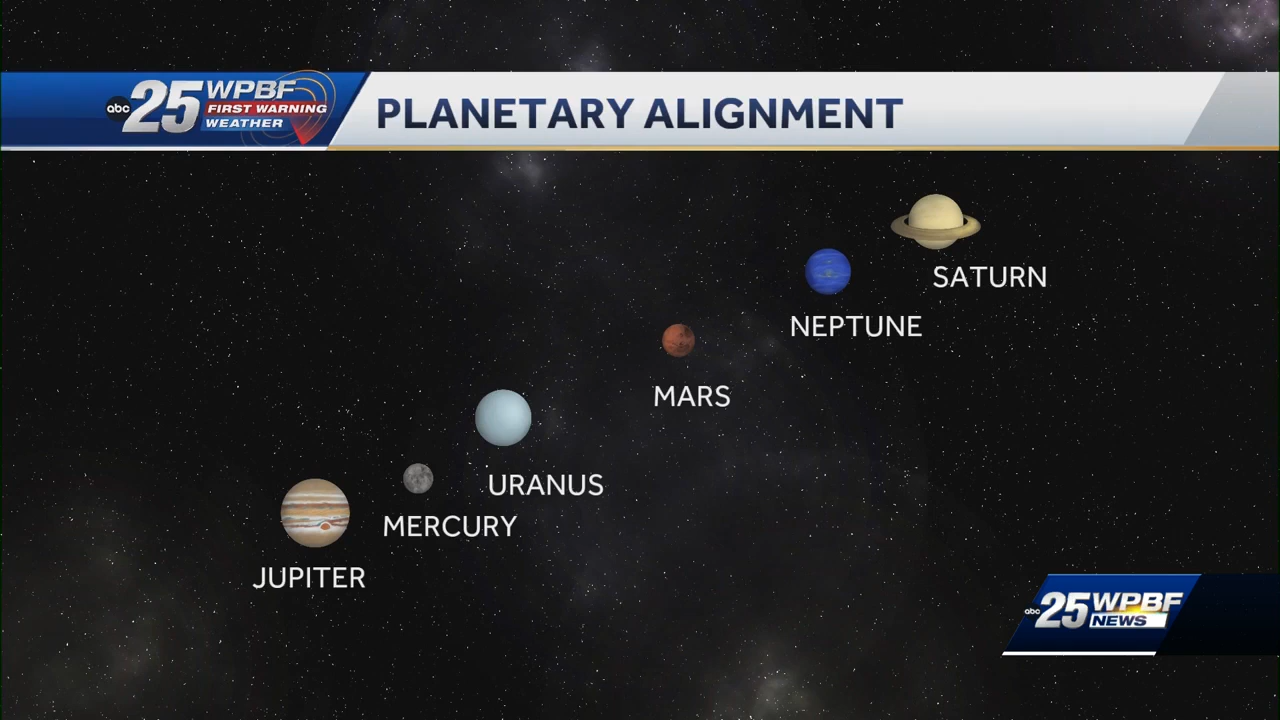 abc 25 WPBF
FIRST WARNING
WEATHER
PLANETARY ALIGNMENT
SATURN
NEPTUNE
MARS
URANUS
MERCURY
JUPITER
abc 25 WPBF
NEWS